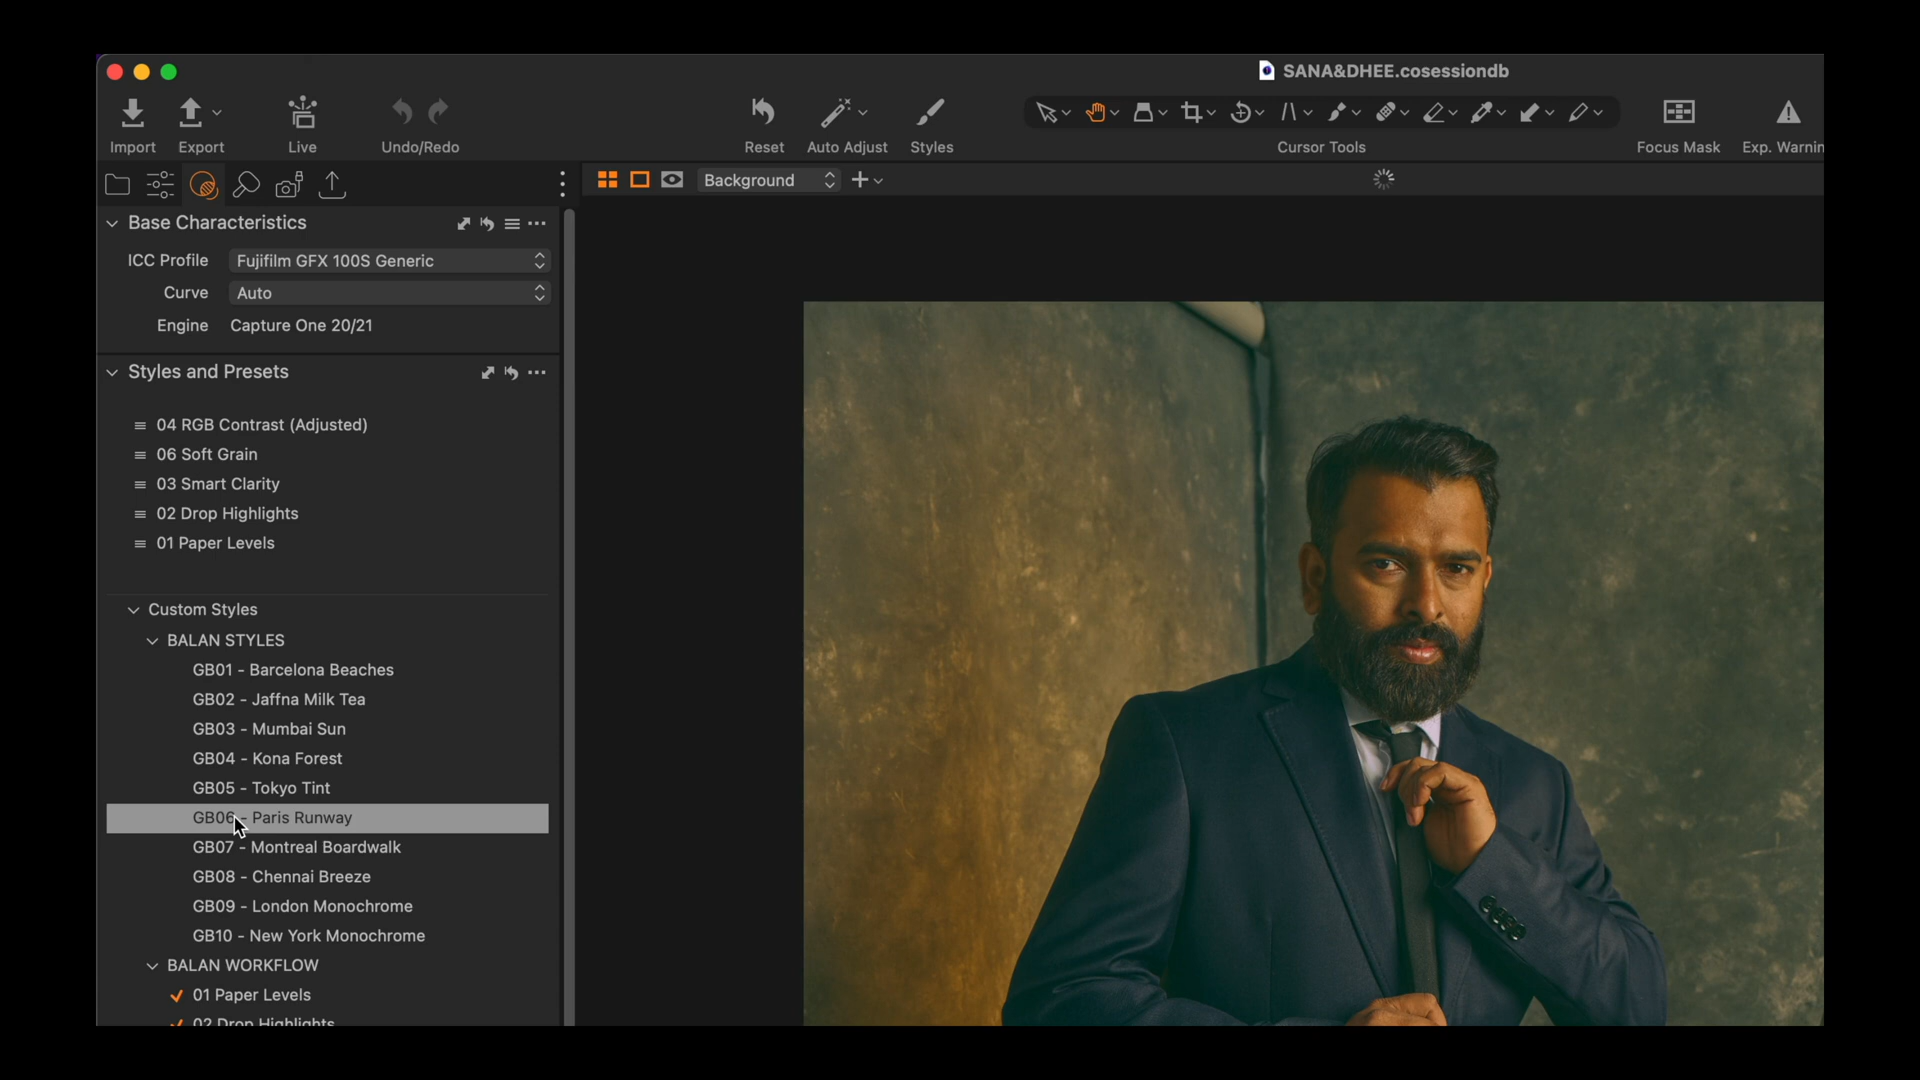 SANA&DHEE.cosessiondb
Import
Export
Live
Undo/Redo
Reset
Auto Adjust
Styles
Cursor Tools
Focus Mask
Exp. Warnin
Background
Base Characteristics
ICC Profile Fujifilm GFX 100S Generic
Curve Auto
Engine Capture One 20/21
Styles and Presets
04 RGB Contrast (Adjusted)
06 Soft Grain
03 Smart Clarity
02 Drop Highlights
01 Paper Levels
Custom Styles
BALAN STYLES
GB01 - Barcelona Beaches
GB02 - Jaffna Milk Tea
GB03 - Mumbai Sun
GB04 - Kona Forest
GB05 - Tokyo Tint
GB06 - Paris Runway
GB07 - Montreal Boardwalk
GB08 - Chennai Breeze
GB09 - London Monochrome
GB10 - New York Monochrome
BALAN WORKFLOW
01 Paper Levels
02 Drop Highlights